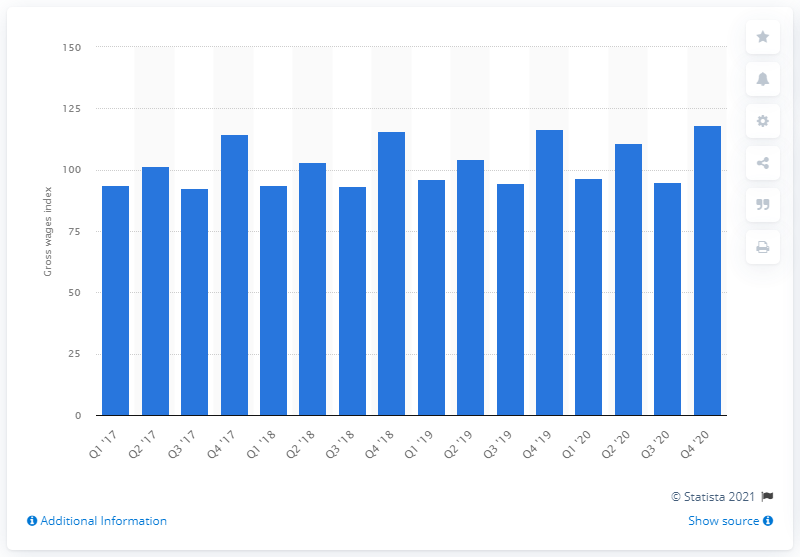 150
125
100
75
50
25
0
Gross wages index
Q1 '17
Q2 '17
Q3 '17
Q4 '17
Q1 '18
Q2 '18
Q3 '18
Q4 '18
Q1 '19
Q2 '19
Q3 '19
Q4 '19
Q1 '20
Q2 '20
Q3 '20
Q4 '20
© Statista 2021
Additional Information
Show source